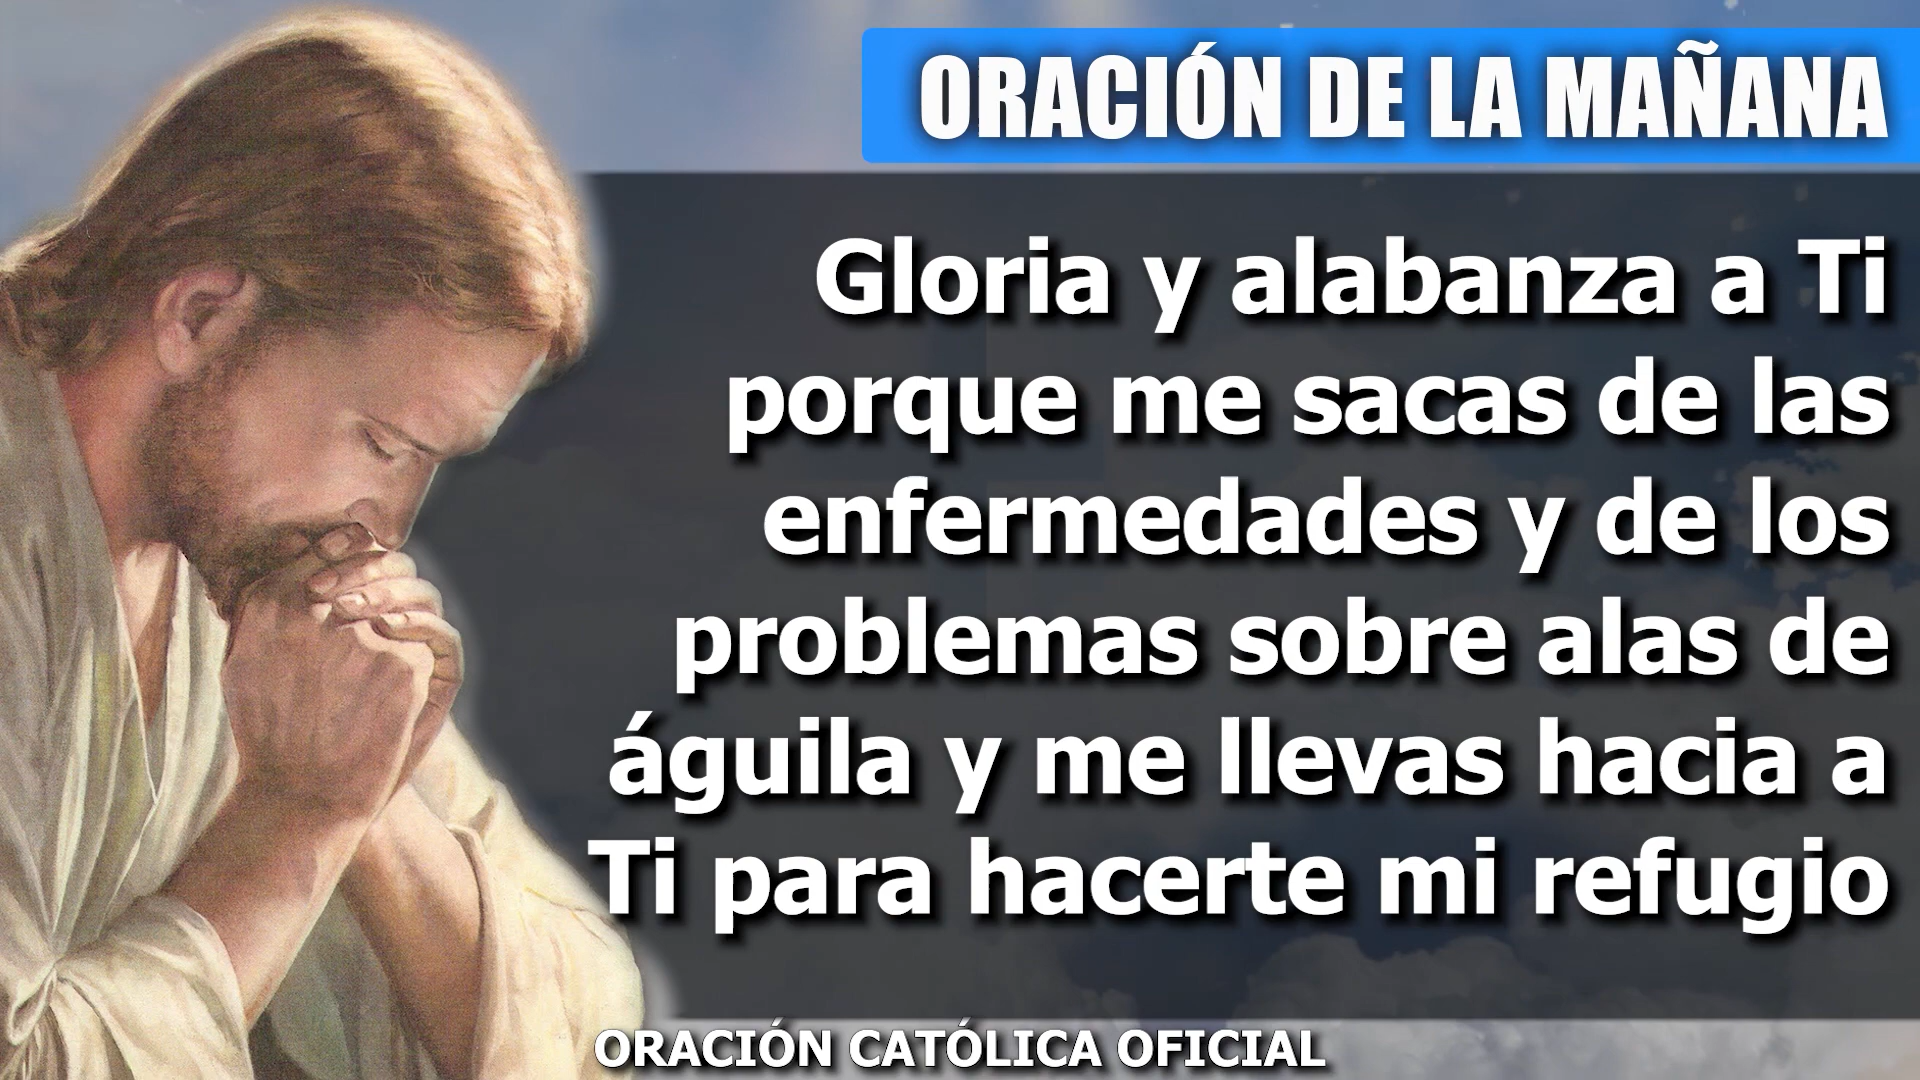 ORACIÓN DE LA MAÑANA
Gloria y alabanza a Ti
porque me sacas de las
enfermedades y de los
problemas sobre alas de
águila y me llevas hacia a
Ti para hacerte mi refugio
ORACIÓN CATÓLICA OFICIAL